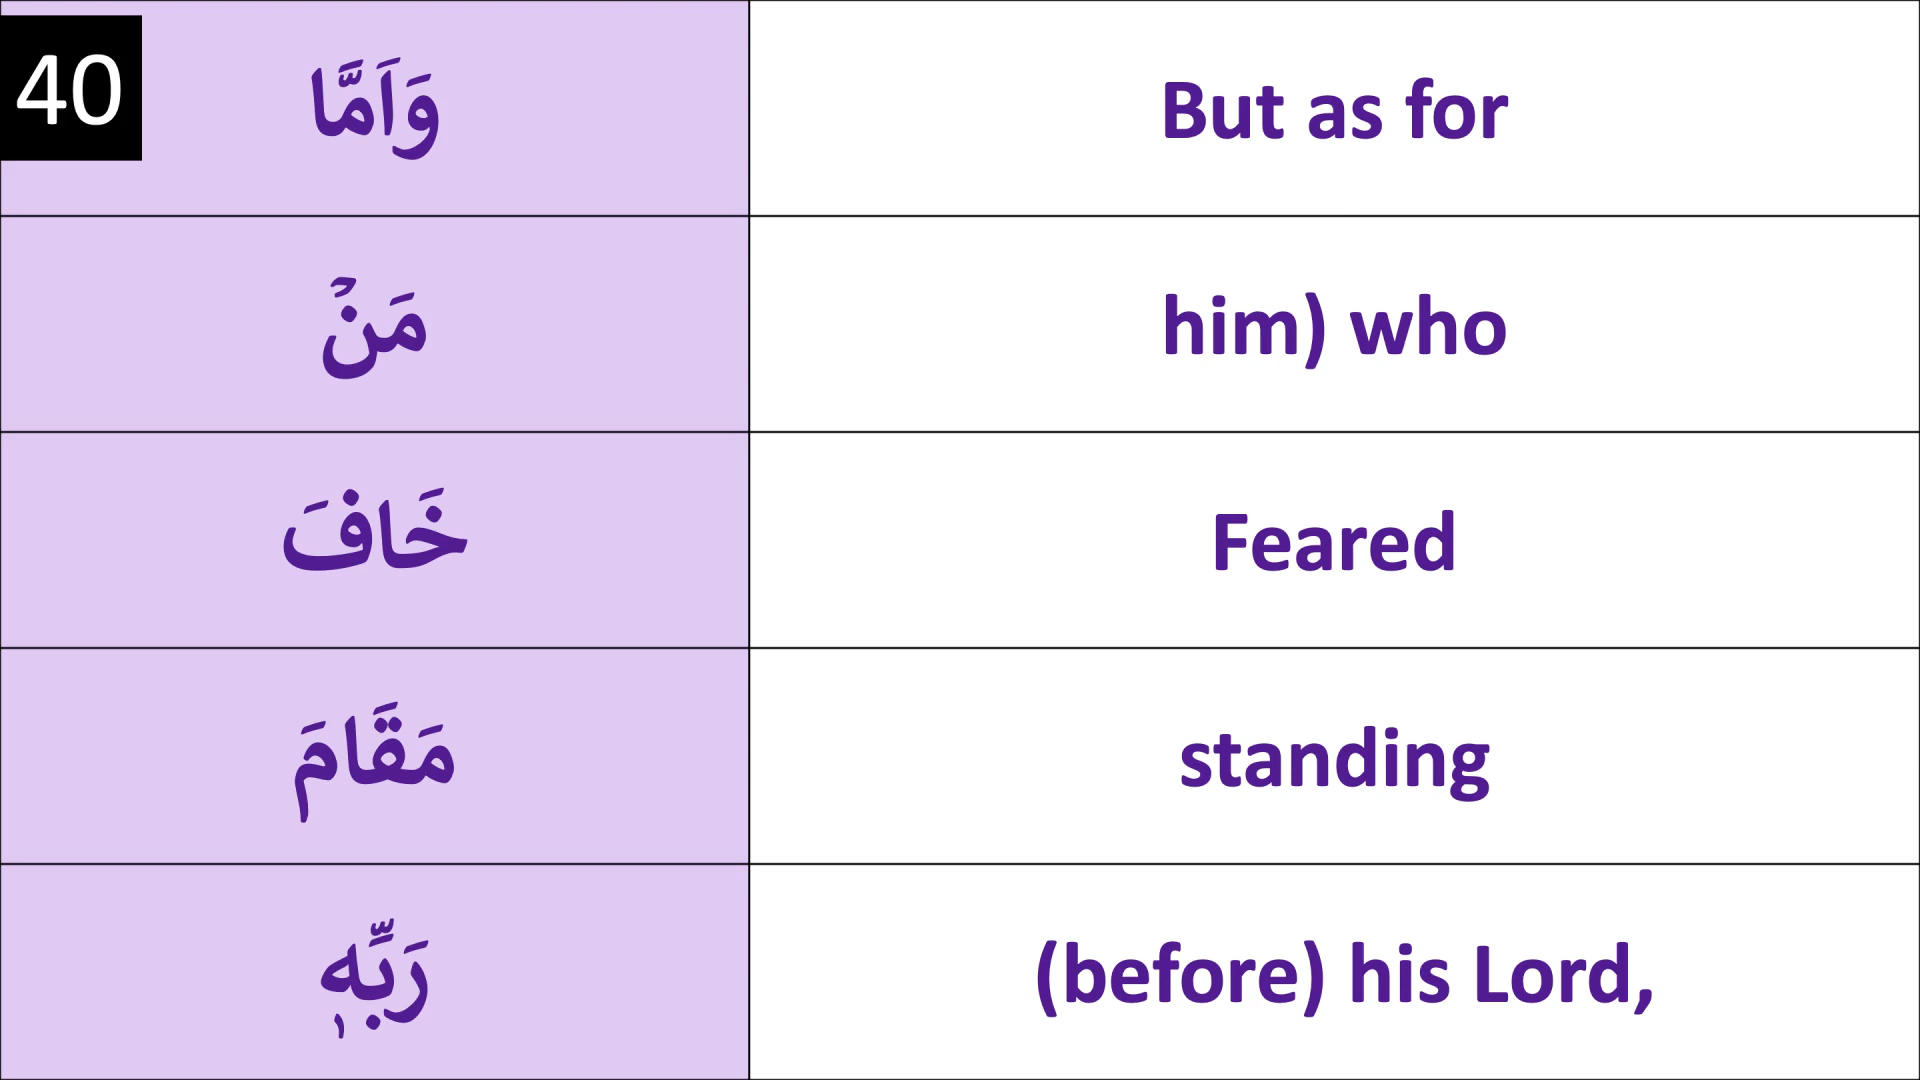 40
وَاَمَّا
But as for
مَنْ
him) who
خَافَ
Feared
مَقَامَ
standing
رَبِّهٖ
(before) his Lord,